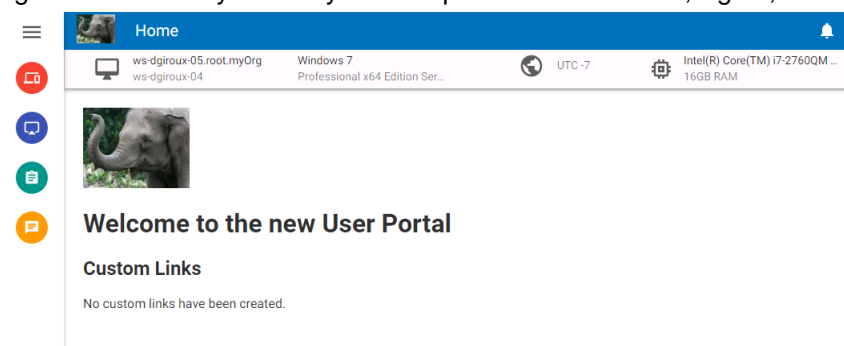 Home
ws-dgiroux-05.root.myOrg
ws-dgiroux-04
Windows 7
Professional x64 Edition Ser...
UTC -7
Intel(R) Core(TM) i7-2760QM ...
16GB RAM
Welcome to the new User Portal
Custom Links
No custom links have been created.